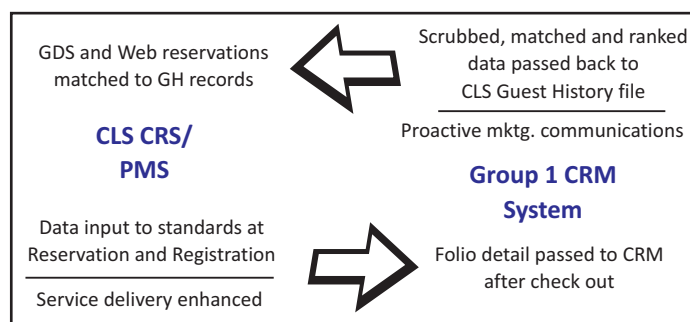 GDS and Web reservations
matched to GH records
CLS CRS/
PMS
Data input to standards at
Reservation and Registration
Service delivery enhanced
Scrubbed, matched and ranked
data passed back to
CLS Guest History file
Proactive mktg. communications
Group 1 CRM
System
Folio detail passed to CRM
after check out